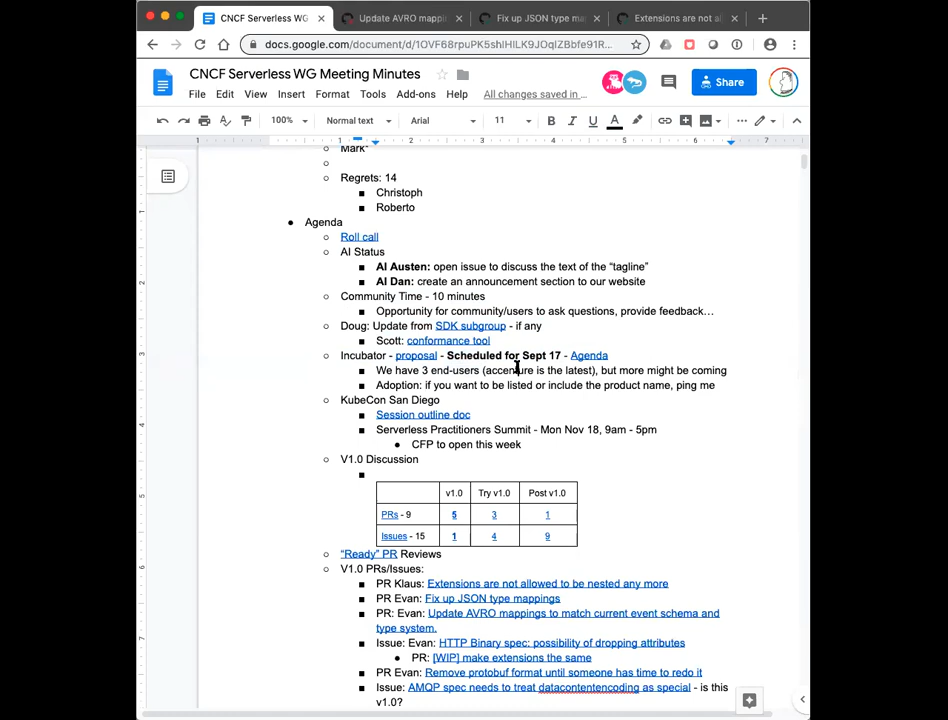 CNCF Serverless WG
Update AVRO mappi
Fix up JSON type ma
Extensions are not al
docs.google.com/document/d/1OVF68rpuPK5shIHILK9JOqlZBbfe91R...
CNCF Serverless WG Meeting Minutes
File Edit View Insert Format Tools Add-ons Help All changes saved in ...
Share
100% Normal text Arial 11
1 1 2 3 4 5 6 7
Mark*
Regrets: 14
Christoph
Roberto
Agenda
Roll call
AI Status
AI Austen: open issue to discuss the text of the “tagline”
AI Dan: create an announcement section to our website
Community Time - 10 minutes
Opportunity for community/users to ask questions, provide feedback…
Doug: Update from SDK subgroup - if any
Scott: conformance tool
Incubator - proposal - Scheduled for Sept 17 - Agenda
We have 3 end-users (accenture is the latest), but more might be coming
Adoption: if you want to be listed or include the product name, ping me
KubeCon San Diego
Session outline doc
Serverless Practitioners Summit - Mon Nov 18, 9am - 5pm
CFP to open this week
V1.0 Discussion
v1.0 Try v1.0 Post v1.0
PRs - 9 5 3 1
Issues - 15 1 4 9
“Ready” PR Reviews
V1.0 PRs/Issues:
PR Klaus: Extensions are not allowed to be nested any more
PR Evan: Fix up JSON type mappings
PR: Evan: Update AVRO mappings to match current event schema and
type system.
Issue: Evan: HTTP Binary spec: possibility of dropping attributes
PR: [WIP] make extensions the same
PR Evan: Remove protobuf format until someone has time to redo it
Issue: AMQP spec needs to treat datacontentencoding as special - is this
v1.0?